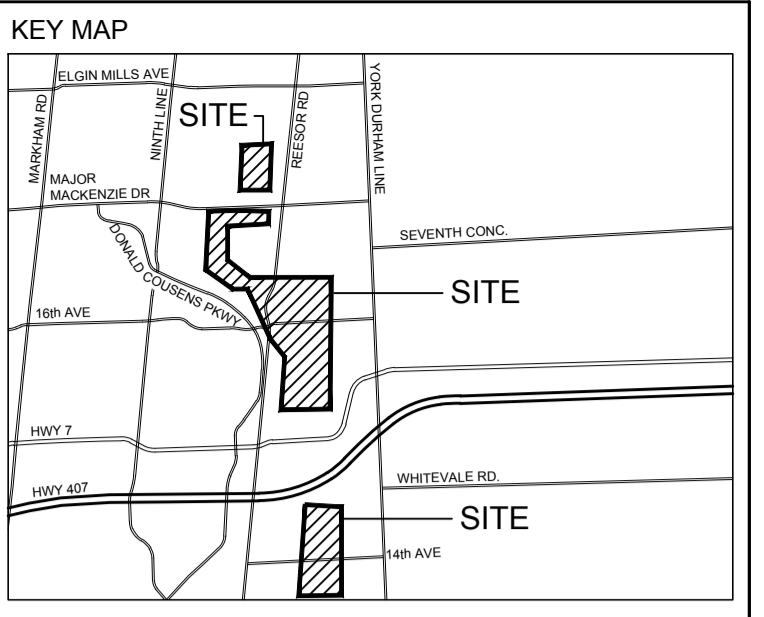 KEY MAP
ELGIN MILLS AVE
MARKHAM RD
NINTH LINE
SITE
REESOR RD
YORK DURHAM LINE
MAJOR
MACKENZIE DR
DONALD COUSENS PKWY
SEVENTH CONC.
SITE
16th AVE
HWY 7
HWY 407
WHITEVALE RD.
SITE
14th AVE